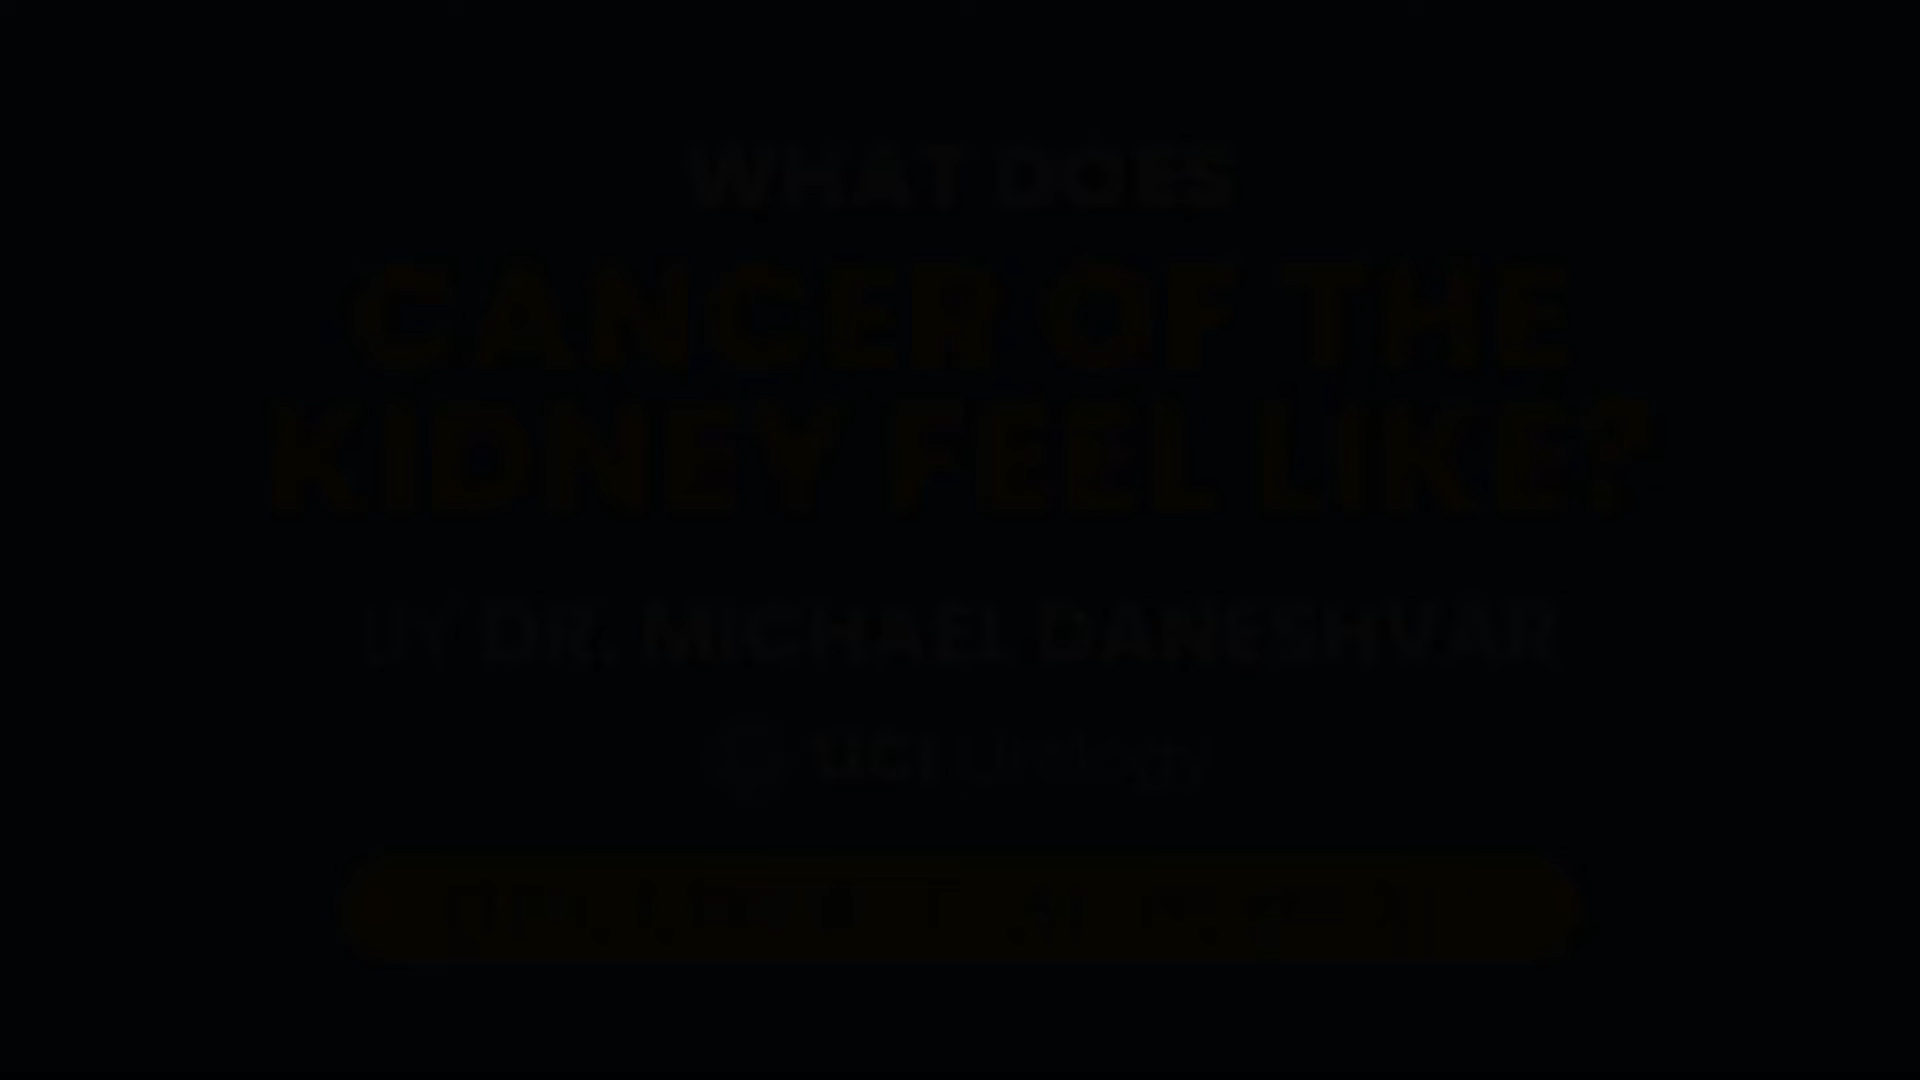 WHAT DOES
CANCER OF THE
KIDNEY FEEL LIKE?
BY DR. MICHAEL DANESHVAR
UCI Urology